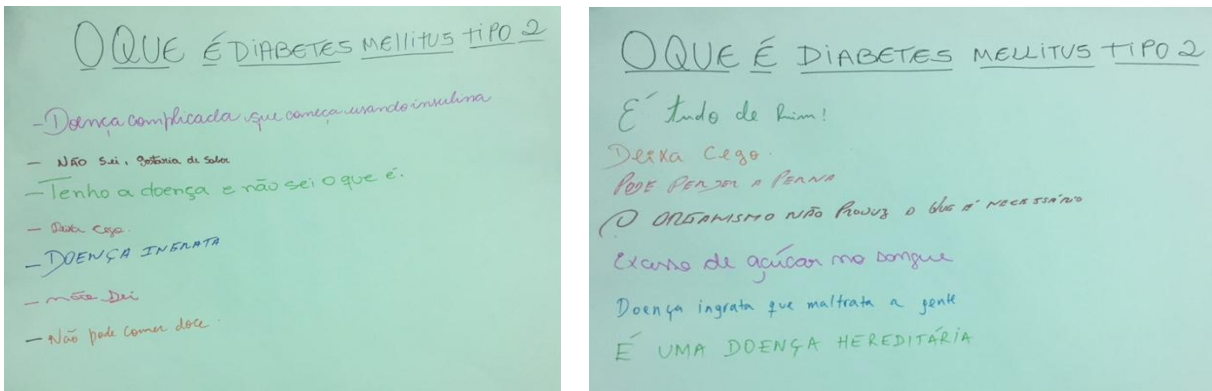 O QUE É DIABETES MELLITUS TIPO 2
- Doença complicada que começa usando insulina
- NÃO sei, gostaria de saber
- Tenho a doença e não sei o que é.
- Deixa cego.
- DOENÇA INGRATA
- não sei
- Não pode comer doce.
O QUE É DIABETES MELLITUS TIPO 2
É tudo de Ruim!
Deixa cego.
PODE PERDER A PERNA
O ORGANISMO NÃO PRODUZ O QUE É NECESSÁRIO
Excesso de açúcar no sangue
Doença ingrata que maltrata a gente
É UMA DOENÇA HEREDITÁRIA